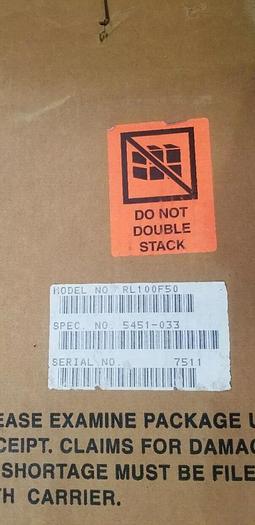 DO NOT
DOUBLE
STACK
MODEL NO RL100F50
SPEC. NO. 5451-033
SERIAL NO. 7511
EASE EXAMINE PACKAGE U
CEIPT. CLAIMS FOR DAMAG
SHORTAGE MUST BE FILE
TH CARRIER.